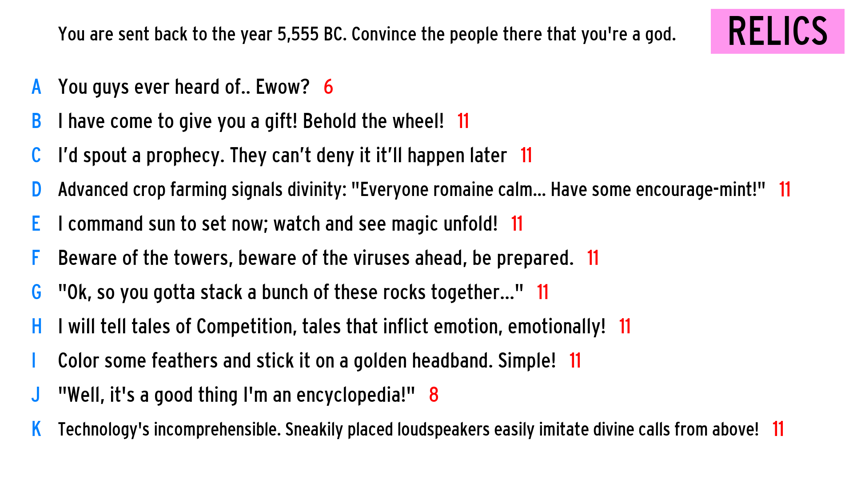 You are sent back to the year 5,555 BC. Convince the people there that you're a god.
RELICS
A You guys ever heard of.. Ewow? 6
B I have come to give you a gift! Behold the wheel! 11
C I’d spout a prophecy. They can’t deny it it’ll happen later 11
D Advanced crop farming signals divinity: "Everyone romaine calm... Have some encourage-mint!" 11
E I command sun to set now; watch and see magic unfold! 11
F Beware of the towers, beware of the viruses ahead, be prepared. 11
G "Ok, so you gotta stack a bunch of these rocks together..." 11
H I will tell tales of Competition, tales that inflict emotion, emotionally! 11
I Color some feathers and stick it on a golden headband. Simple! 11
J "Well, it's a good thing I'm an encyclopedia!" 8
K Technology's incomprehensible. Sneakily placed loudspeakers easily imitate divine calls from above! 11